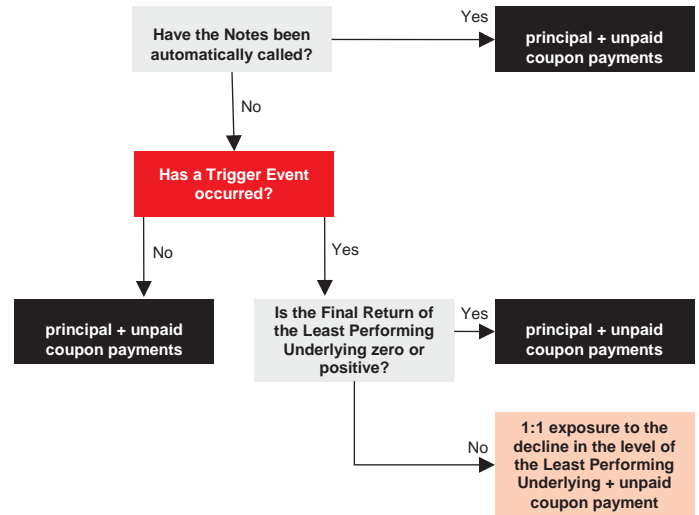 Have the Notes been
automatically called?
Yes
principal + unpaid
coupon payments
No
Has a Trigger Event
occurred?
No
Yes
principal + unpaid
coupon payments
Is the Final Return of
the Least Performing
Underlying zero or
positive?
Yes
principal + unpaid
coupon payments
No
1:1 exposure to the
decline in the level of
the Least Performing
Underlying + unpaid
coupon payment